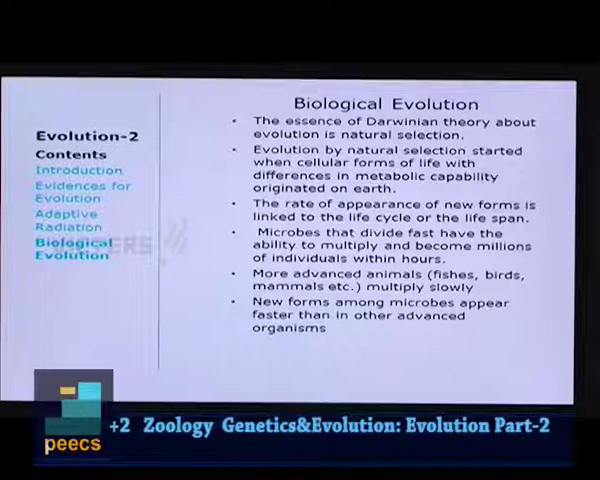 Biological Evolution
• The essence of Darwinian theory about
evolution is natural selection.
• Evolution by natural selection started
when cellular forms of life with
differences in metabolic capability
originated on earth.
• The rate of appearance of new forms is
linked to the life cycle or the life span.
• Microbes that divide fast have the
ability to multiply and become millions
of individuals within hours.
• More advanced animals (fishes, birds,
mammals etc.) multiply slowly
• New forms among microbes appear
faster than in other advanced
organisms
Evolution-2
Contents
Introduction
Evidences for
Evolution
Adaptive
Radiation
Biological
Evolution
peecs
+2 Zoology Genetics&Evolution: Evolution Part-2